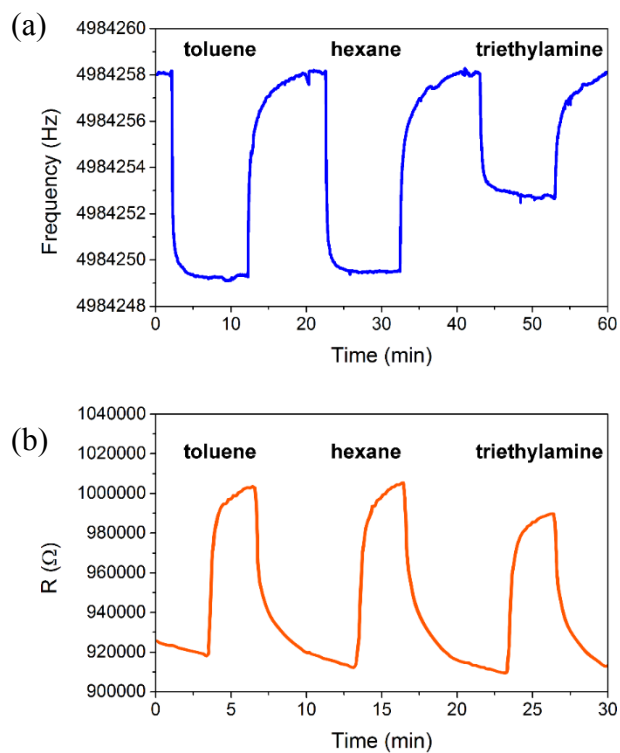 (a)
toluene hexane triethylamine
4984260
4984258
4984256
4984254
4984252
4984250
4984248
Frequency (Hz)
0 10 20 30 40 50 60
Time (min)
(b)
toluene hexane triethylamine
1040000
1020000
1000000
980000
960000
940000
920000
900000
R (Ω)
0 5 10 15 20 25 30
Time (min)